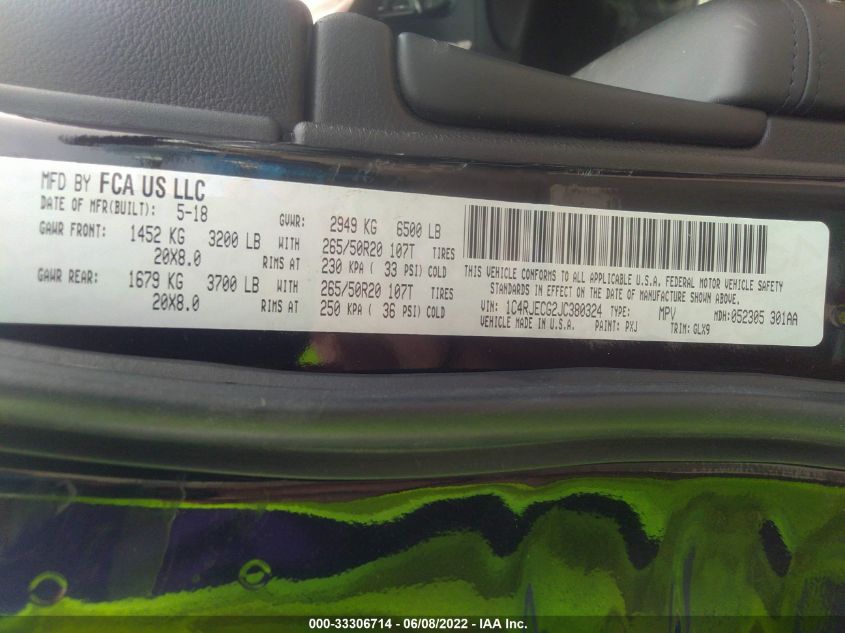 MFD BY FCA US LLC
DATE OF MFR(BUILT): 5-18 GVWR: 2949 KG 6500 LB
GAWR FRONT: 1452 KG 3200 LB WITH 265/50R20 107T TIRES
20X8.0 RIMS AT 230 KPA ( 33 PSI) COLD
GAWR REAR: 1679 KG 3700 LB WITH 265/50R20 107T TIRES
20X8.0 RIMS AT 250 KPA ( 36 PSI) COLD
THIS VEHICLE CONFORMS TO ALL APPLICABLE U.S.A. FEDERAL MOTOR VEHICLE SAFETY
STANDARDS IN EFFECT ON THE DATE OF MANUFACTURE SHOWN ABOVE.
VIN: 1C4RJECG2JC380324 TYPE: MPV MDH:052305 301AA
VEHICLE MADE IN U.S.A. PAINT: PXJ TRIM: GLX9
000-33306714 - 06/08/2022 - IAA Inc.